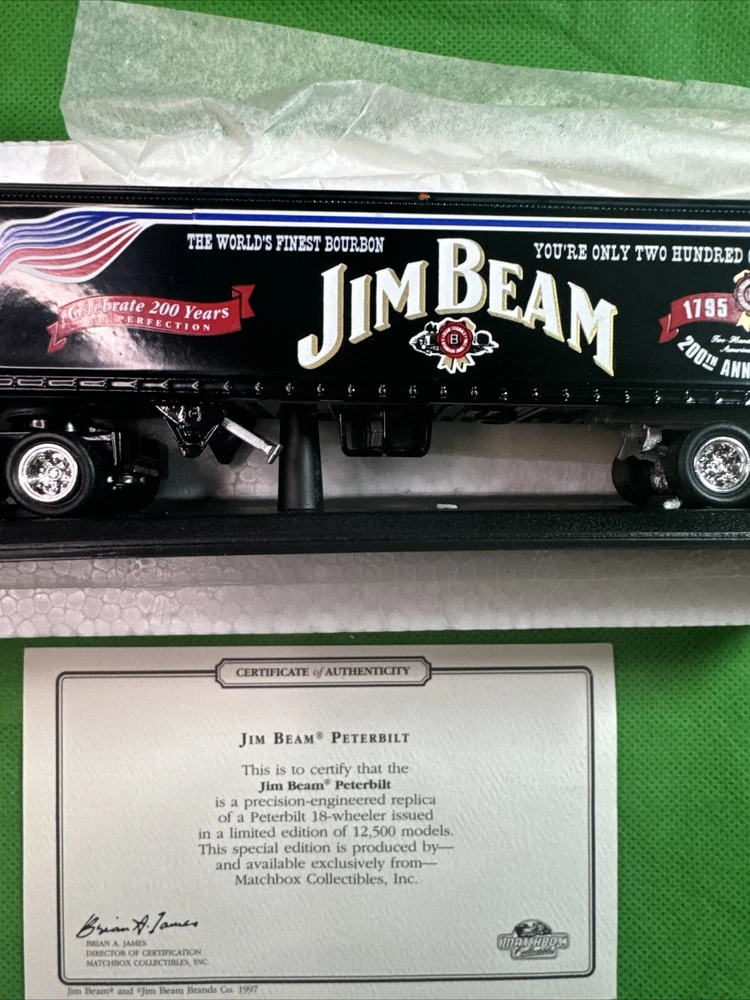 THE WORLD'S FINEST BOURBON
YOU'RE ONLY TWO HUNDRED
JIM BEAM
B
Celebrate 200 Years
OF PERFECTION
1795
200TH ANN
CERTIFICATE of AUTHENTICITY
JIM BEAM® PETERBILT
This is to certify that the
Jim Beam® Peterbilt
is a precision-engineered replica
of a Peterbilt 18-wheeler issued
in a limited edition of 12,500 models.
This special edition is produced by—
and available exclusively from—
Matchbox Collectibles, Inc.
Brian A. James
BRIAN A. JAMES
DIRECTOR OF CERTIFICATION
MATCHBOX COLLECTIBLES, INC.
MATCHBOX
Jim Beam® and ©Jim Beam Brands Co. 1997